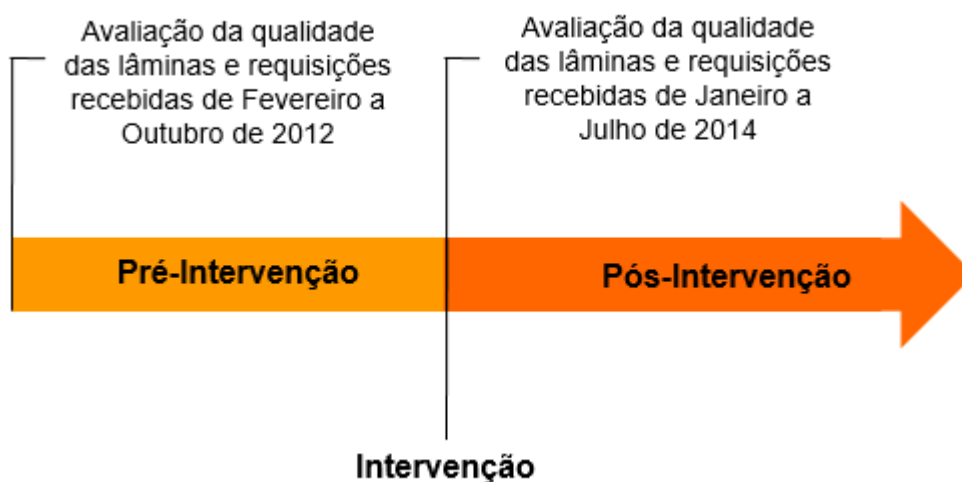 Avaliação da qualidade
das lâminas e requisições
recebidas de Fevereiro a
Outubro de 2012
Avaliação da qualidade
das lâminas e requisições
recebidas de Janeiro a
Julho de 2014
Pré-Intervenção
Pós-Intervenção
Intervenção